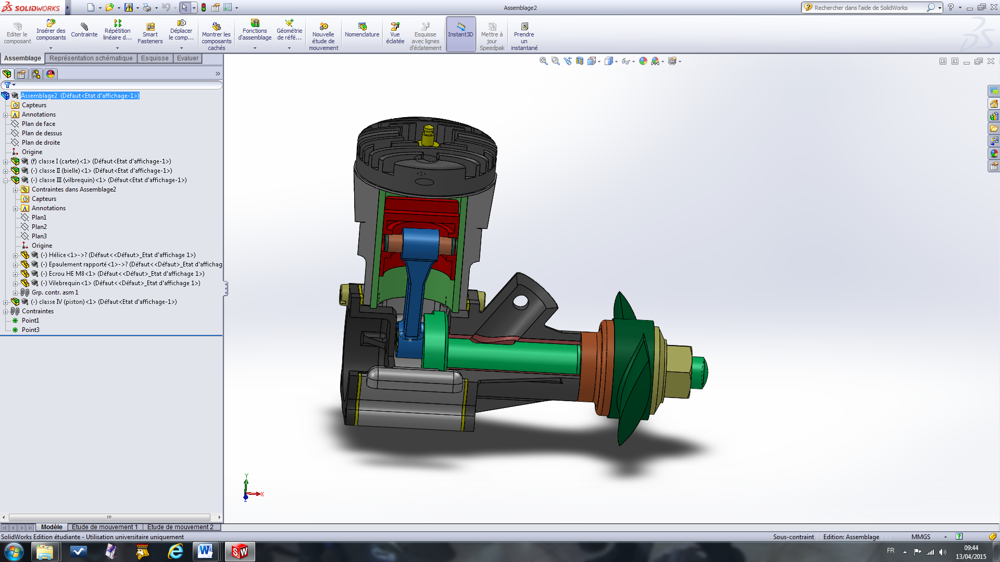 SOLIDWORKS
Assemblage2
Rechercher dans l'aide de SolidWorks
Editer le composant
Insérer des composants
Contrainte
Répétition linéaire d...
Smart Fasteners
Déplacer le comp...
Montrer les composants cachés
Fonctions d'assemblage
Géométrie de réfé...
Nouvelle étude de mouvement
Nomenclature
Vue éclatée
Esquisse avec lignes d'éclatement
Instant3D
Mettre à jour Speedpak
Prendre un instantané
Assemblage
Représentation schématique
Esquisse
Evaluer
Assemblage2 (Défaut<Etat d'affichage-1>)
Capteurs
Annotations
Plan de face
Plan de dessus
Plan de droite
Origine
(f) classe I (carter)<1> (Défaut<Etat d'affichage-1>)
(-) classe II (bielle)<1> (Défaut<Etat d'affichage-1>)
(-) classe III (vilbrequin)<1> (Défaut<Etat d'affichage-1>)
Contraintes dans Assemblage2
Capteurs
Annotations
Plan1
Plan2
Plan3
Origine
(-) Hélice<1>->? (Défaut<<Défaut>_Etat d'affichage 1>)
(-) Epaulement rapporté<1>->? (Défaut<<Défaut>_Etat d'affichag
(-) Ecrou HE M8<1> (Défaut<<Défaut>_Etat d'affichage 1>)
(-) Vilebrequin<1> (Défaut<<Défaut>_Etat d'affichage 1>)
Grp. contr. asm 1
(-) classe IV (piston)<1> (Défaut<Etat d'affichage-1>)
Contraintes
Point1
Point3
Y
X
Z
Modèle
Etude de mouvement 1
Etude de mouvement 2
SolidWorks Edition étudiante - Utilisation universitaire uniquement
Sous-contraint
Edition: Assemblage
MMGS
FR
09:44
13/04/2015